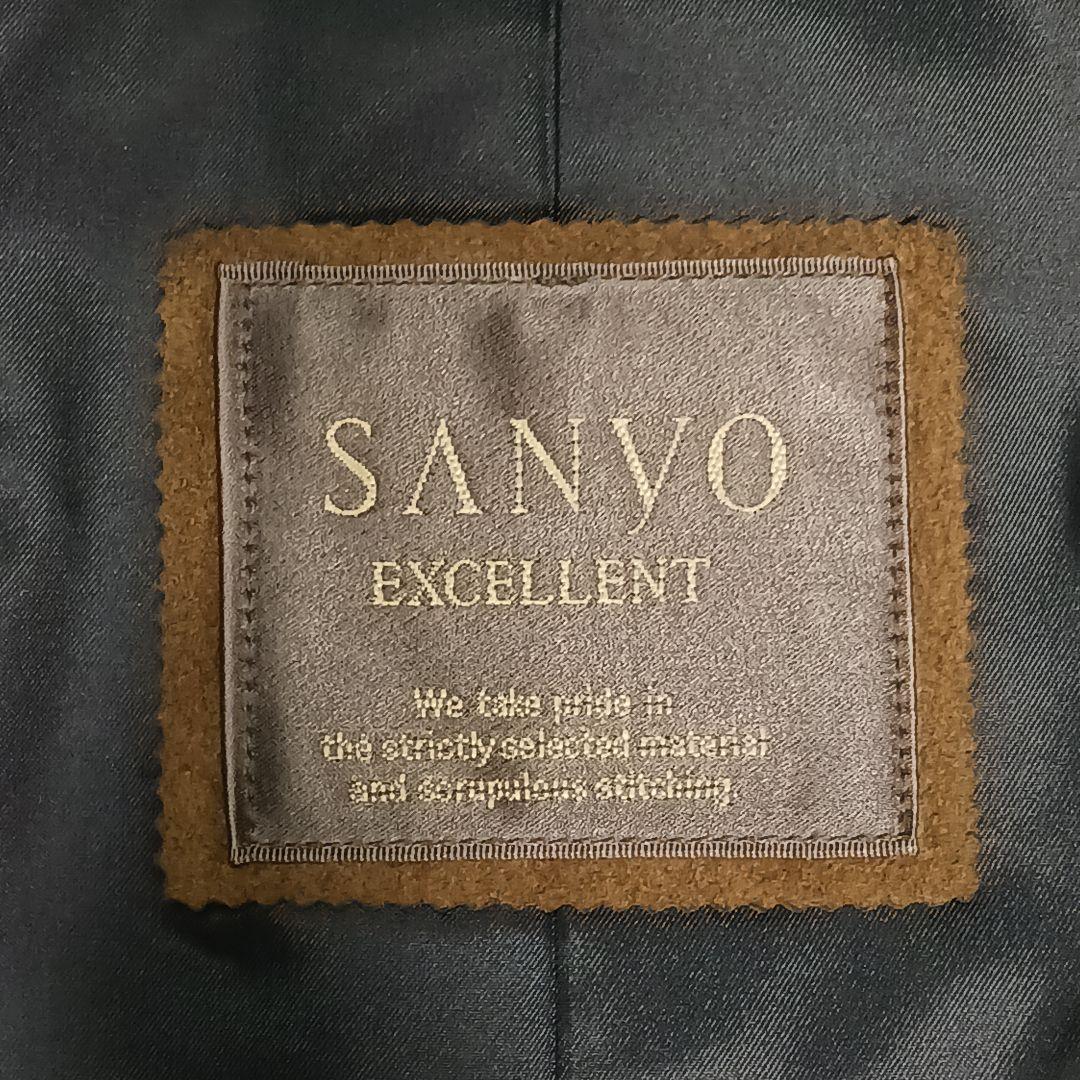 SANyO
EXCELLENT
We take pride in
the strictly selected material
and scrupulous stitching